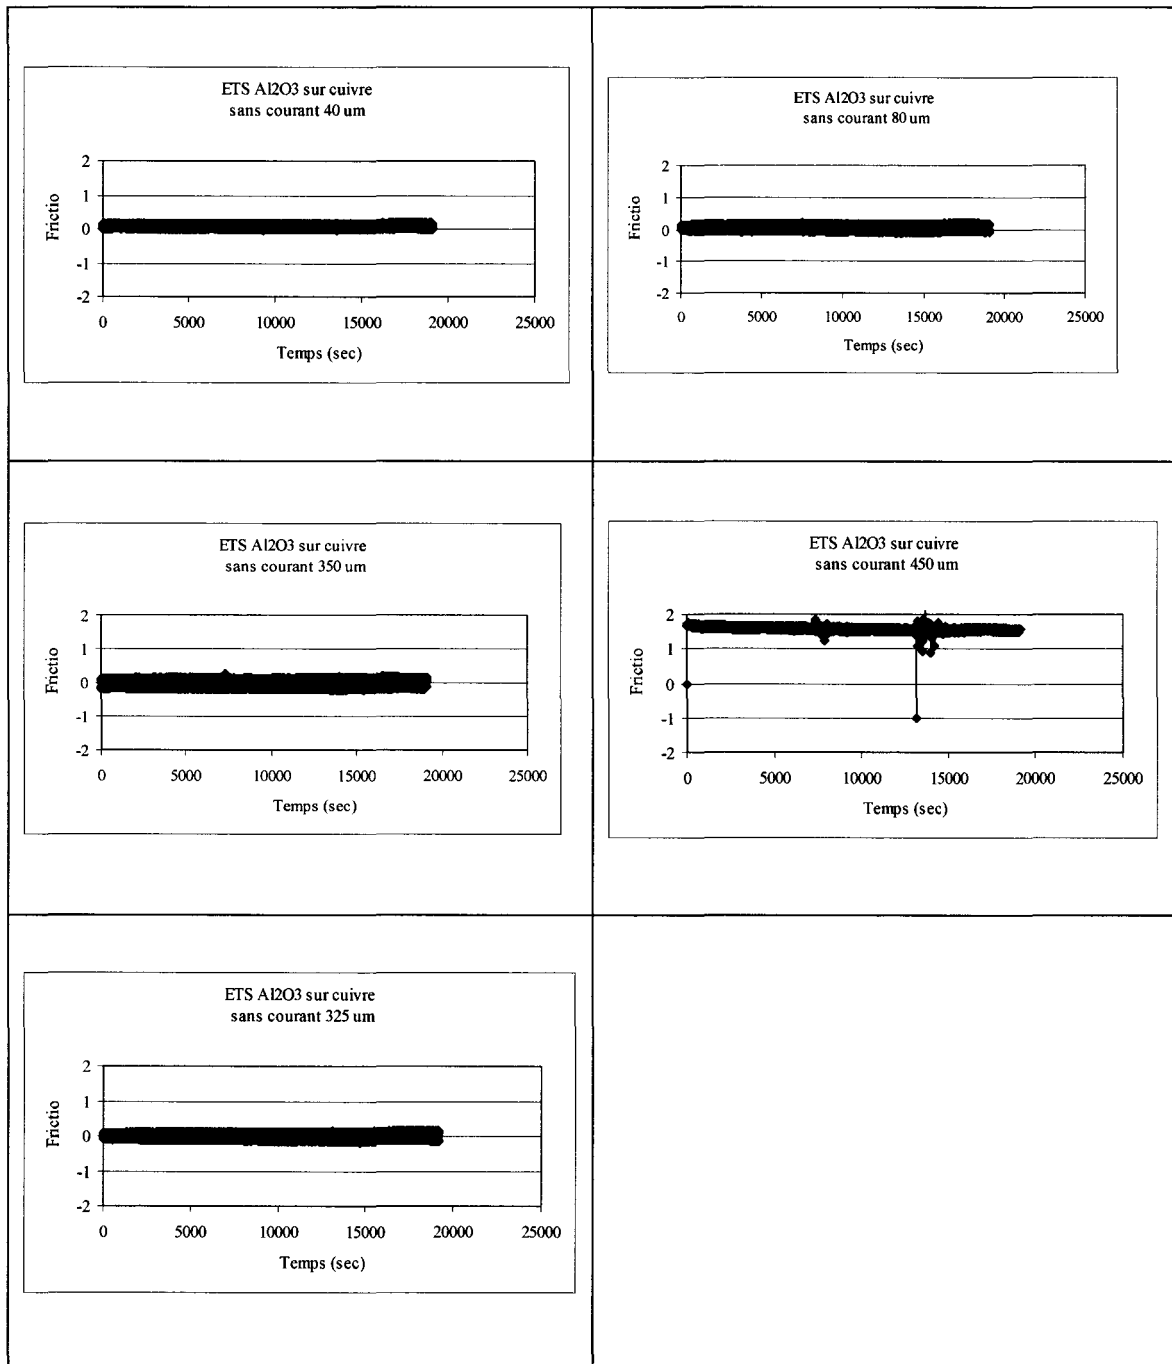 ETS Al2O3 sur cuivre
sans courant 40 um
Frictio
2
1
0
-1
-2
0 5000 10000 15000 20000 25000
Temps (sec)
ETS Al2O3 sur cuivre
sans courant 80 um
Frictio
2
1
0
-1
-2
0 5000 10000 15000 20000 25000
Temps (sec)
ETS Al2O3 sur cuivre
sans courant 350 um
Frictio
2
1
0
-1
-2
0 5000 10000 15000 20000 25000
Temps (sec)
ETS Al2O3 sur cuivre
sans courant 450 um
Frictio
2
1
0
-1
-2
0 5000 10000 15000 20000 25000
Temps (sec)
ETS Al2O3 sur cuivre
sans courant 325 um
Frictio
2
1
0
-1
-2
0 5000 10000 15000 20000 25000
Temps (sec)